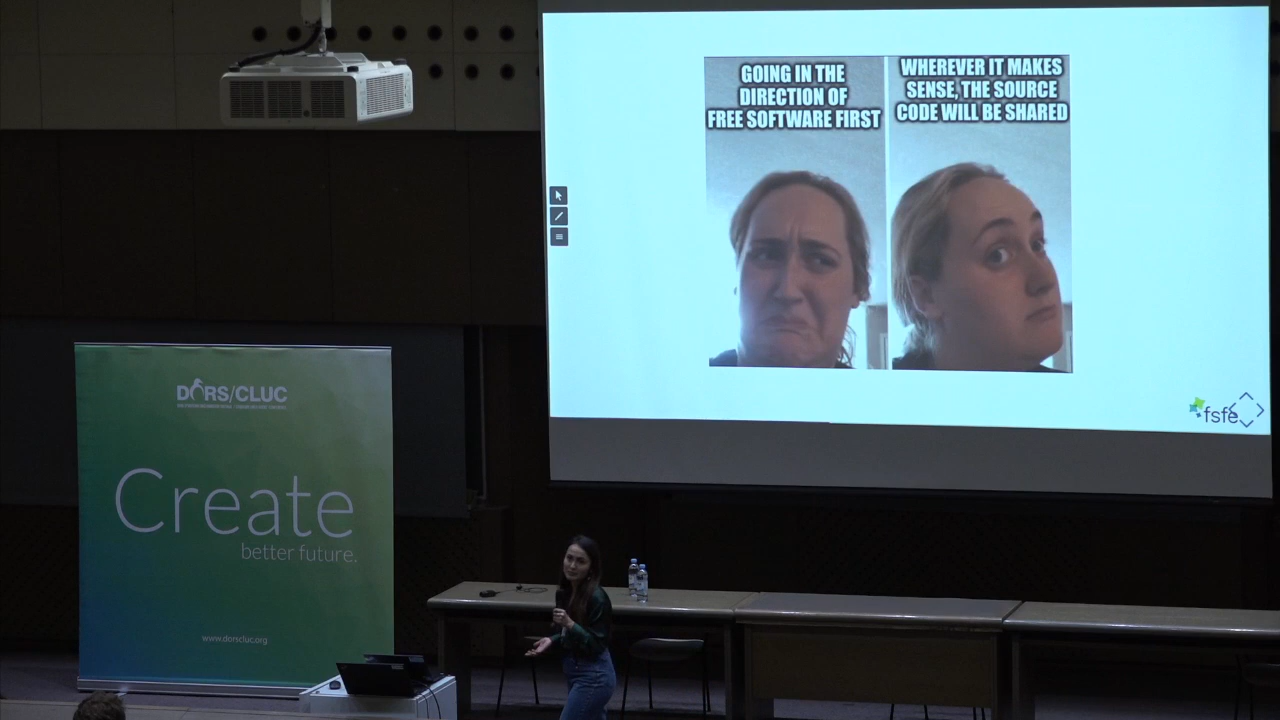 GOING IN THE
DIRECTION OF
FREE SOFTWARE FIRST
WHEREVER IT MAKES
SENSE, THE SOURCE
CODE WILL BE SHARED
fsfe
DORS/CLUC
Create
better future.
www.dorscluc.org